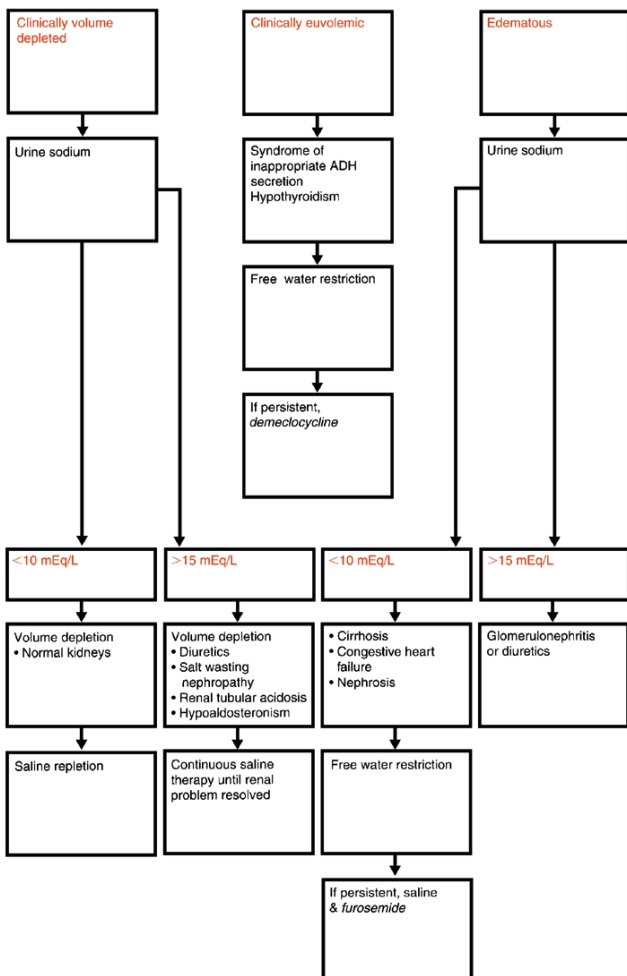 Clinically volume
depleted
Clinically euvolemic
Edematous
Urine sodium
Syndrome of
inappropriate ADH
secretion
Hypothyroidism
Urine sodium
Free water restriction
If persistent,
demeclocycline
<10 mEq/L
>15 mEq/L
<10 mEq/L
>15 mEq/L
Volume depletion
• Normal kidneys
Volume depletion
• Diuretics
• Salt wasting
nephropathy
• Renal tubular acidosis
• Hypoaldosteronism
• Cirrhosis
• Congestive heart
failure
• Nephrosis
Glomerulonephritis
or diuretics
Saline repletion
Continuous saline
therapy until renal
problem resolved
Free water restriction
If persistent, saline
& furosemide